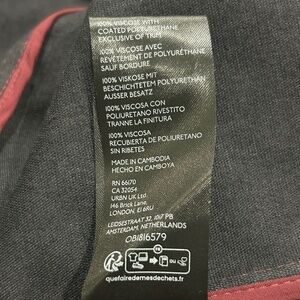 100% VISCOSE WITH
COATED POLYURETHANE
EXCLUSIVE OF TRIM
100% VISCOSE AVEC
REVÊTEMENT DE POLYURÉTHANE
SAUF BORDURE
100% VISKOSE MIT
BESCHICHTETEM POLYURETHAN
AUSSER BESATZ
100% VISCOSA CON
POLIURETANO RIVESTITO
TRANNE LA FINITURA
100% VISCOSA
RECUBIERTA DE POLIURETANO
SIN RIBETES
MADE IN CAMBODIA
HECHO EN CAMBOYA
RN 66170
CA 32054
URBN UK Ltd
146 Brick Lane,
LONDON, E1 6RU
LEIDSESTRAAT 32, 1017 PB
AMSTERDAM, NETHERLANDS
OB1816579
FR
OU
quefairedemesdechets.fr